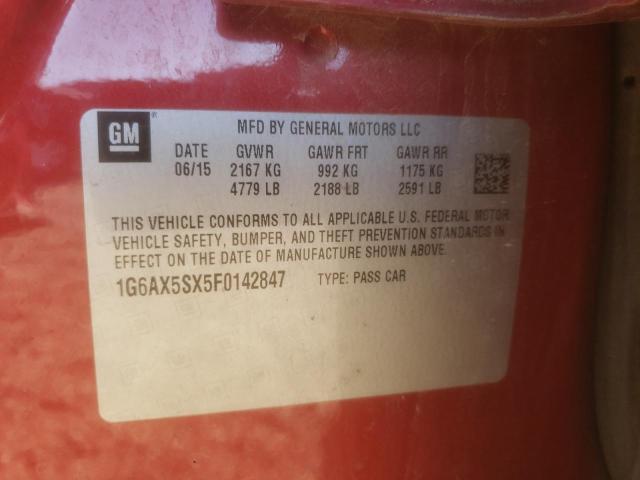 GM
MFD BY GENERAL MOTORS LLC
DATE GVWR GAWR FRT GAWR RR
06/15 2167 KG 992 KG 1175 KG
4779 LB 2188 LB 2591 LB
THIS VEHICLE CONFORMS TO ALL APPLICABLE U.S. FEDERAL MOTOR
VEHICLE SAFETY, BUMPER, AND THEFT PREVENTION STANDARDS IN
EFFECT ON THE DATE OF MANUFACTURE SHOWN ABOVE.
1G6AX5SX5F0142847 TYPE: PASS CAR